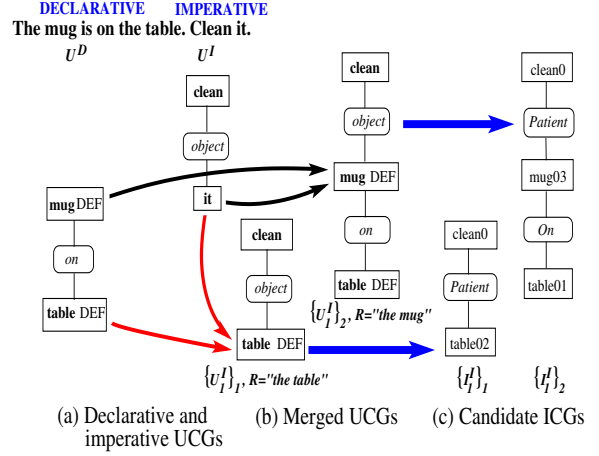 DECLARATIVE IMPERATIVE
The mug is on the table. Clean it.
U^D U^I
clean
object
it
mug DEF
on
table DEF
clean
object
mug DEF
on
table DEF
{U_1^I}_2, R="the mug"
clean
object
table DEF
{U_1^I}_1, R="the table"
clean0
Patient
mug03
On
table01
clean0
Patient
table02
{I_1^I}_1 {I_1^I}_2
(a) Declarative and
imperative UCGs
(b) Merged UCGs
(c) Candidate ICGs